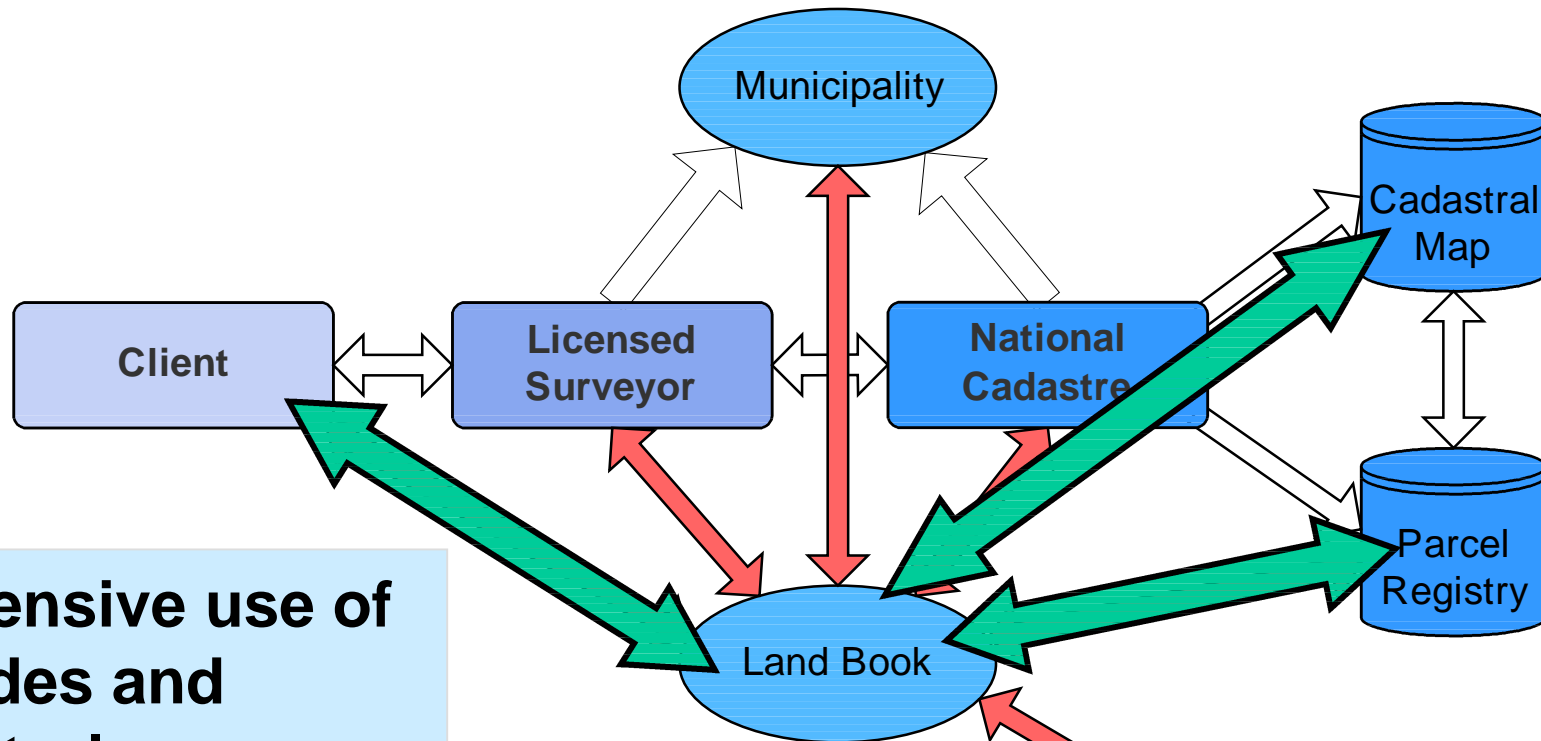 Municipality
Cadastral
Map
Client
Licensed
Surveyor
National
Cadastre
Parcel
Registry
Land Book
ensive use of
des and